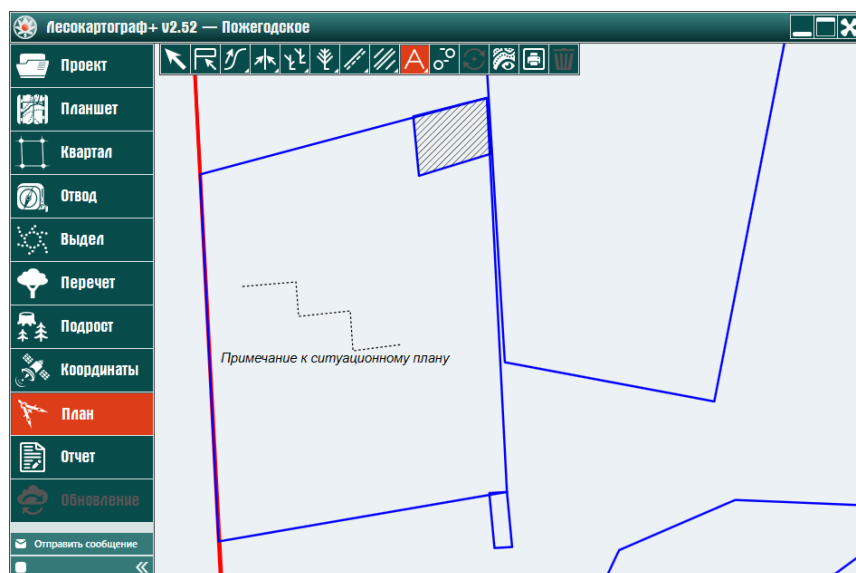 Лесокартограф+ v2.52 — Пожегодское
Проект
Планшет
Квартал
Отвод
Выдел
Перечет
Подрост
Координаты
План
Отчет
Обновление
Отправить сообщение
Примечание к ситуационному плану